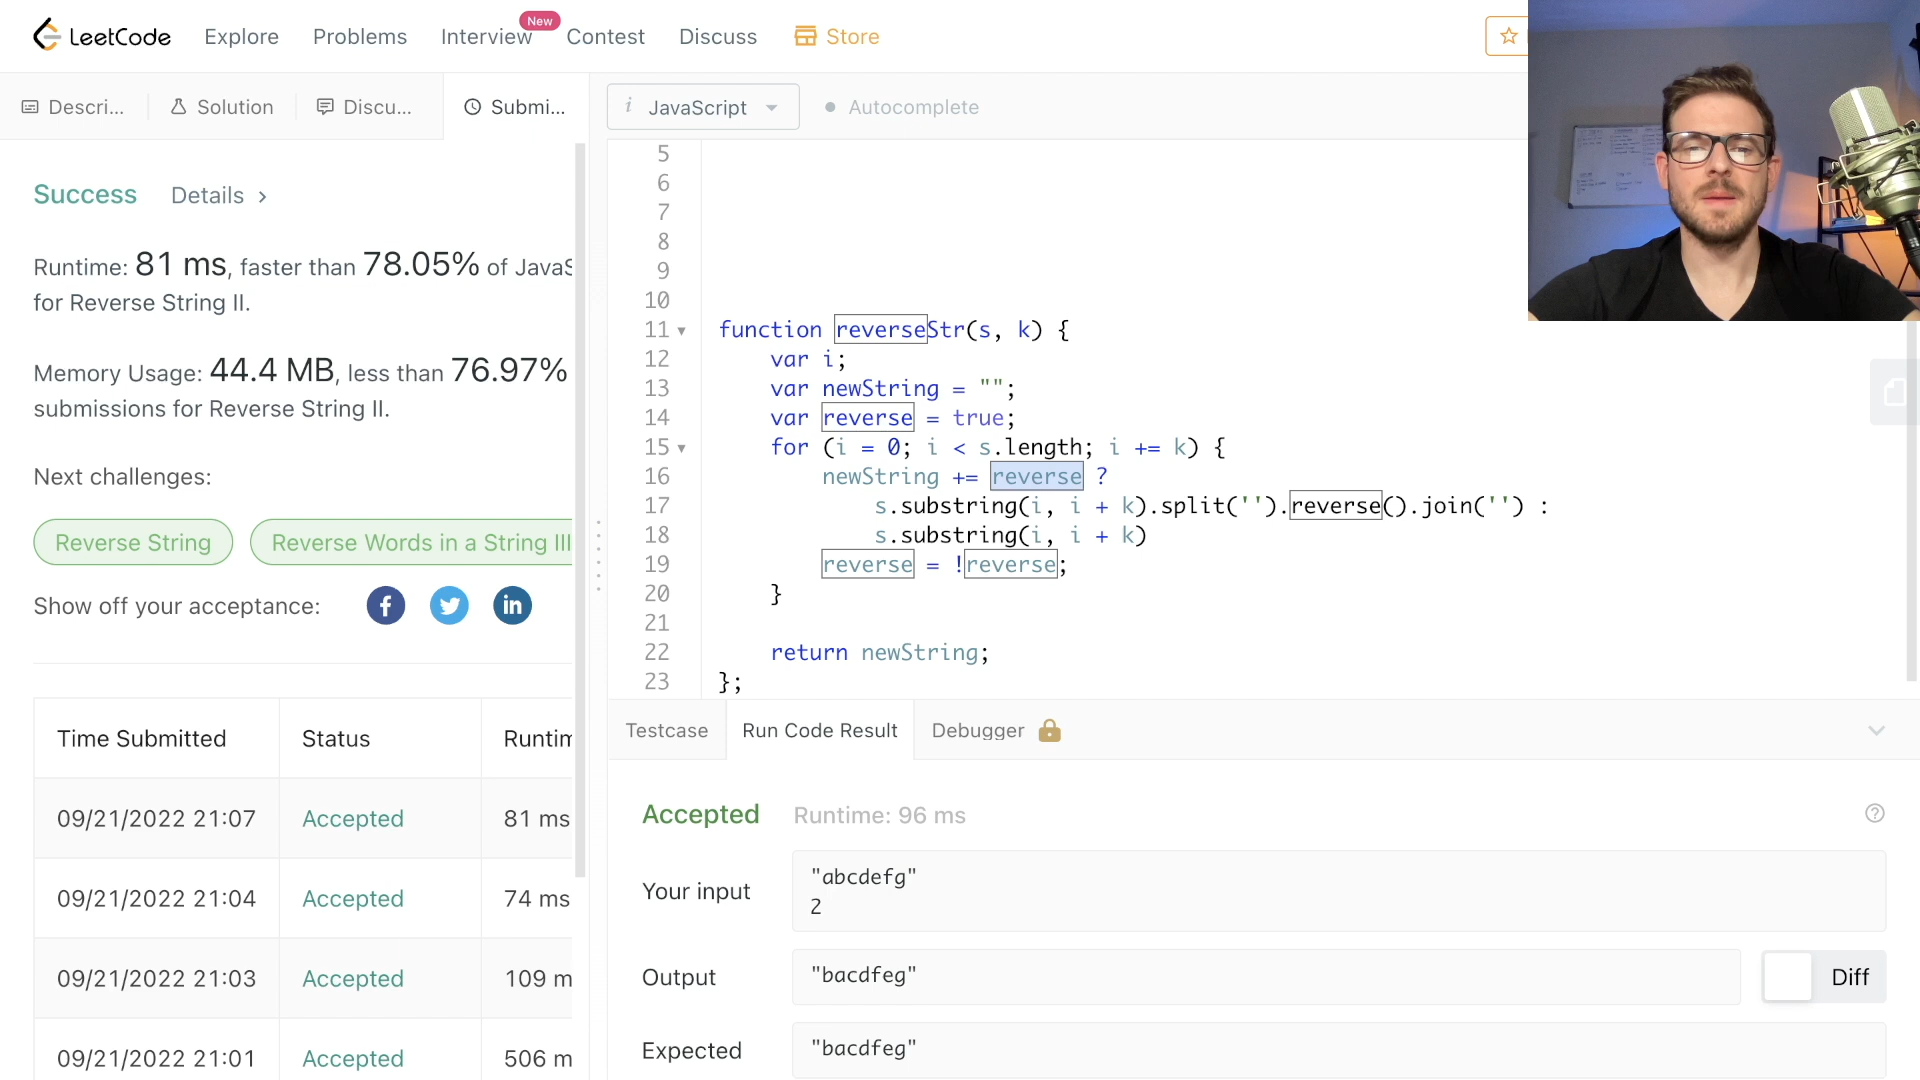 LeetCode
Explore
Problems
Interview
New
Contest
Discuss
Store
Descri...
Solution
Discu...
Submi...
i JavaScript
Autocomplete
Success
Details
Runtime: 81 ms, faster than 78.05% of JavaS
for Reverse String II.
Memory Usage: 44.4 MB, less than 76.97%
submissions for Reverse String II.
Next challenges:
Reverse String
Reverse Words in a String III
Show off your acceptance:
Time Submitted Status Runtim
09/21/2022 21:07 Accepted 81 ms
09/21/2022 21:04 Accepted 74 ms
09/21/2022 21:03 Accepted 109 m
09/21/2022 21:01 Accepted 506 m
5
6
7
8
9
10
11 function reverseStr(s, k) {
12 var i;
13 var newString = "";
14 var reverse = true;
15 for (i = 0; i < s.length; i += k) {
16 newString += reverse ?
17 s.substring(i, i + k).split('').reverse().join('') :
18 s.substring(i, i + k)
19 reverse = !reverse;
20 }
21
22 return newString;
23 };
Testcase
Run Code Result
Debugger
Accepted
Runtime: 96 ms
?
Your input
"abcdefg"
2
Output
"bacdfeg"
Diff
Expected
"bacdfeg"